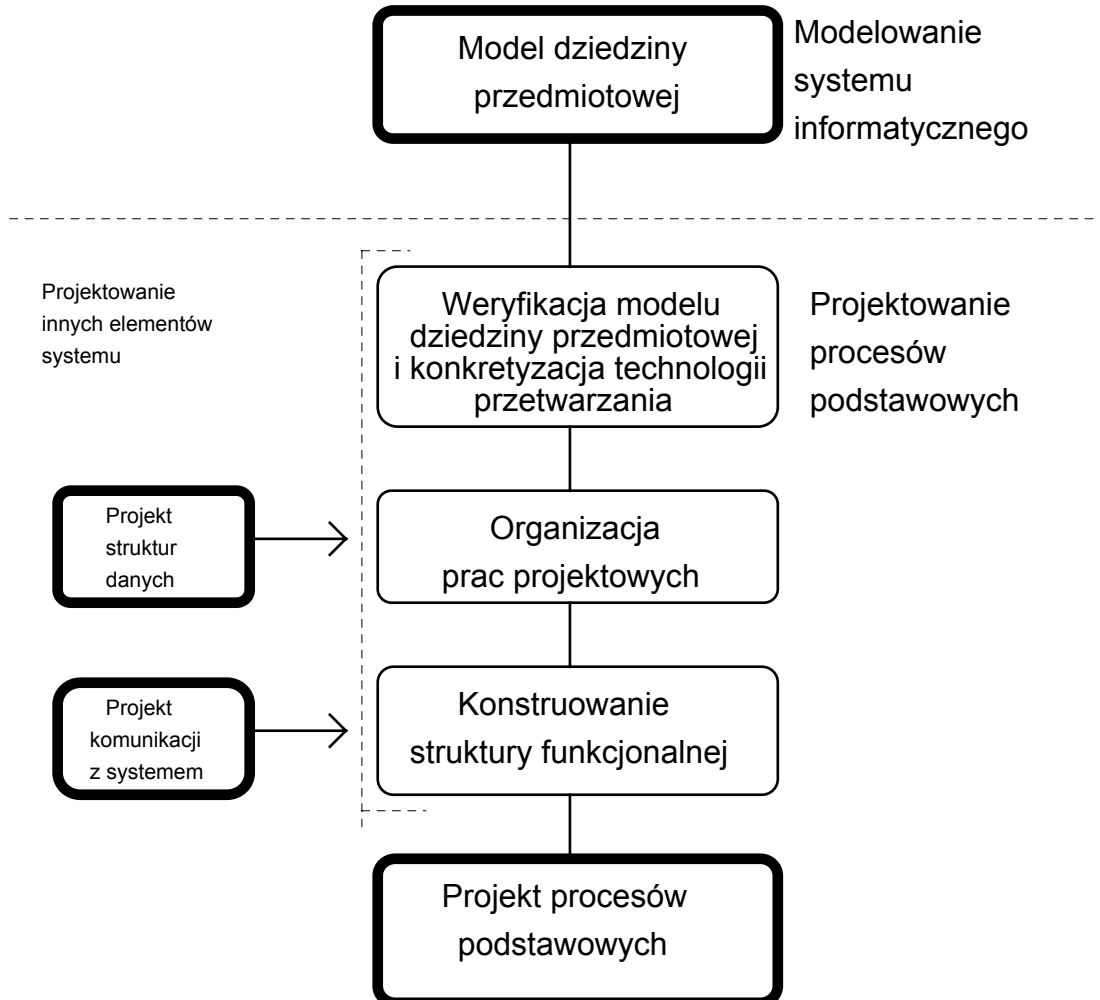 Model dziedziny
przedmiotowej
Modelowanie
systemu
informatycznego
Projektowanie
innych elementów
systemu
Weryfikacja modelu
dziedziny przedmiotowej
i konkretyzacja technologii
przetwarzania
Projektowanie
procesów
podstawowych
Projekt
struktur
danych
Organizacja
prac projektowych
Projekt
komunikacji
z systemem
Konstruowanie
struktury funkcjonalnej
Projekt procesów
podstawowych